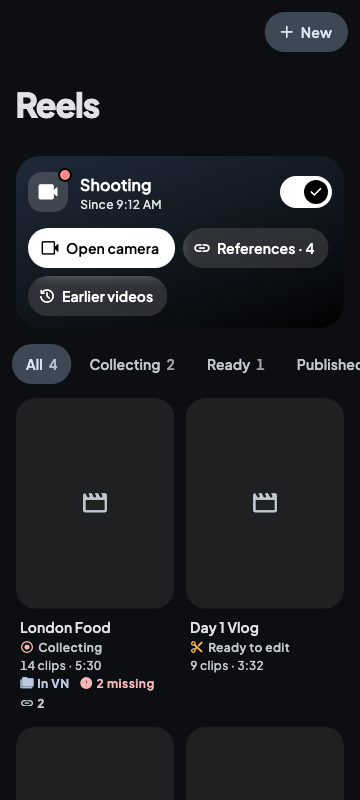 New
Reels
Shooting
Since 9:12 AM
Open camera
References · 4
Earlier videos
All 4 Collecting 2 Ready 1 Published
London Food
Collecting
14 clips · 5:30
In VN 2 missing
2
Day 1 Vlog
Ready to edit
9 clips · 3:32